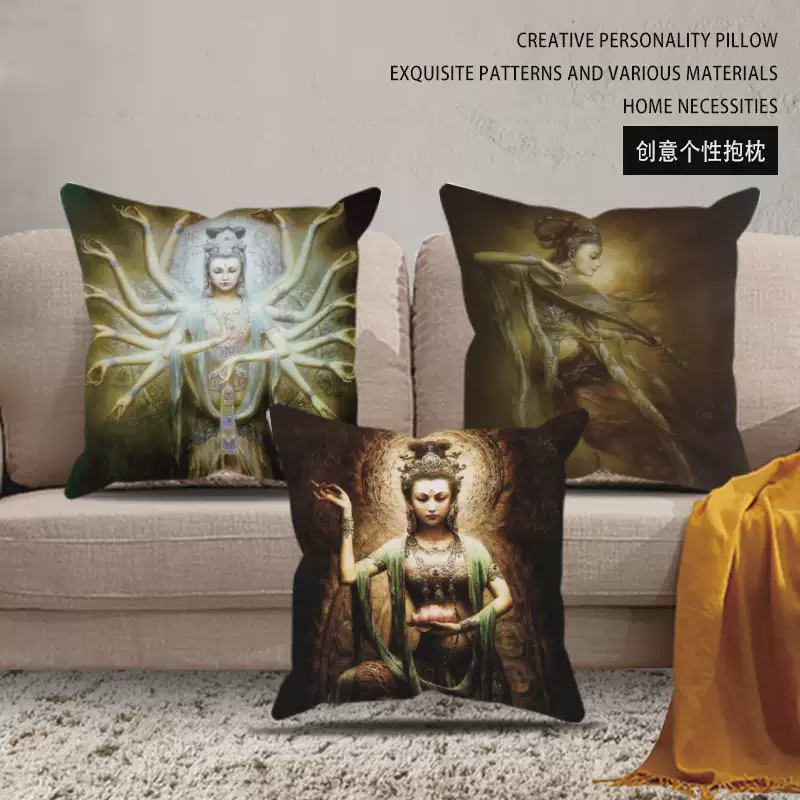 CREATIVE PERSONALITY PILLOW
EXQUISITE PATTERNS AND VARIOUS MATERIALS
HOME NECESSITIES
创意个性抱枕